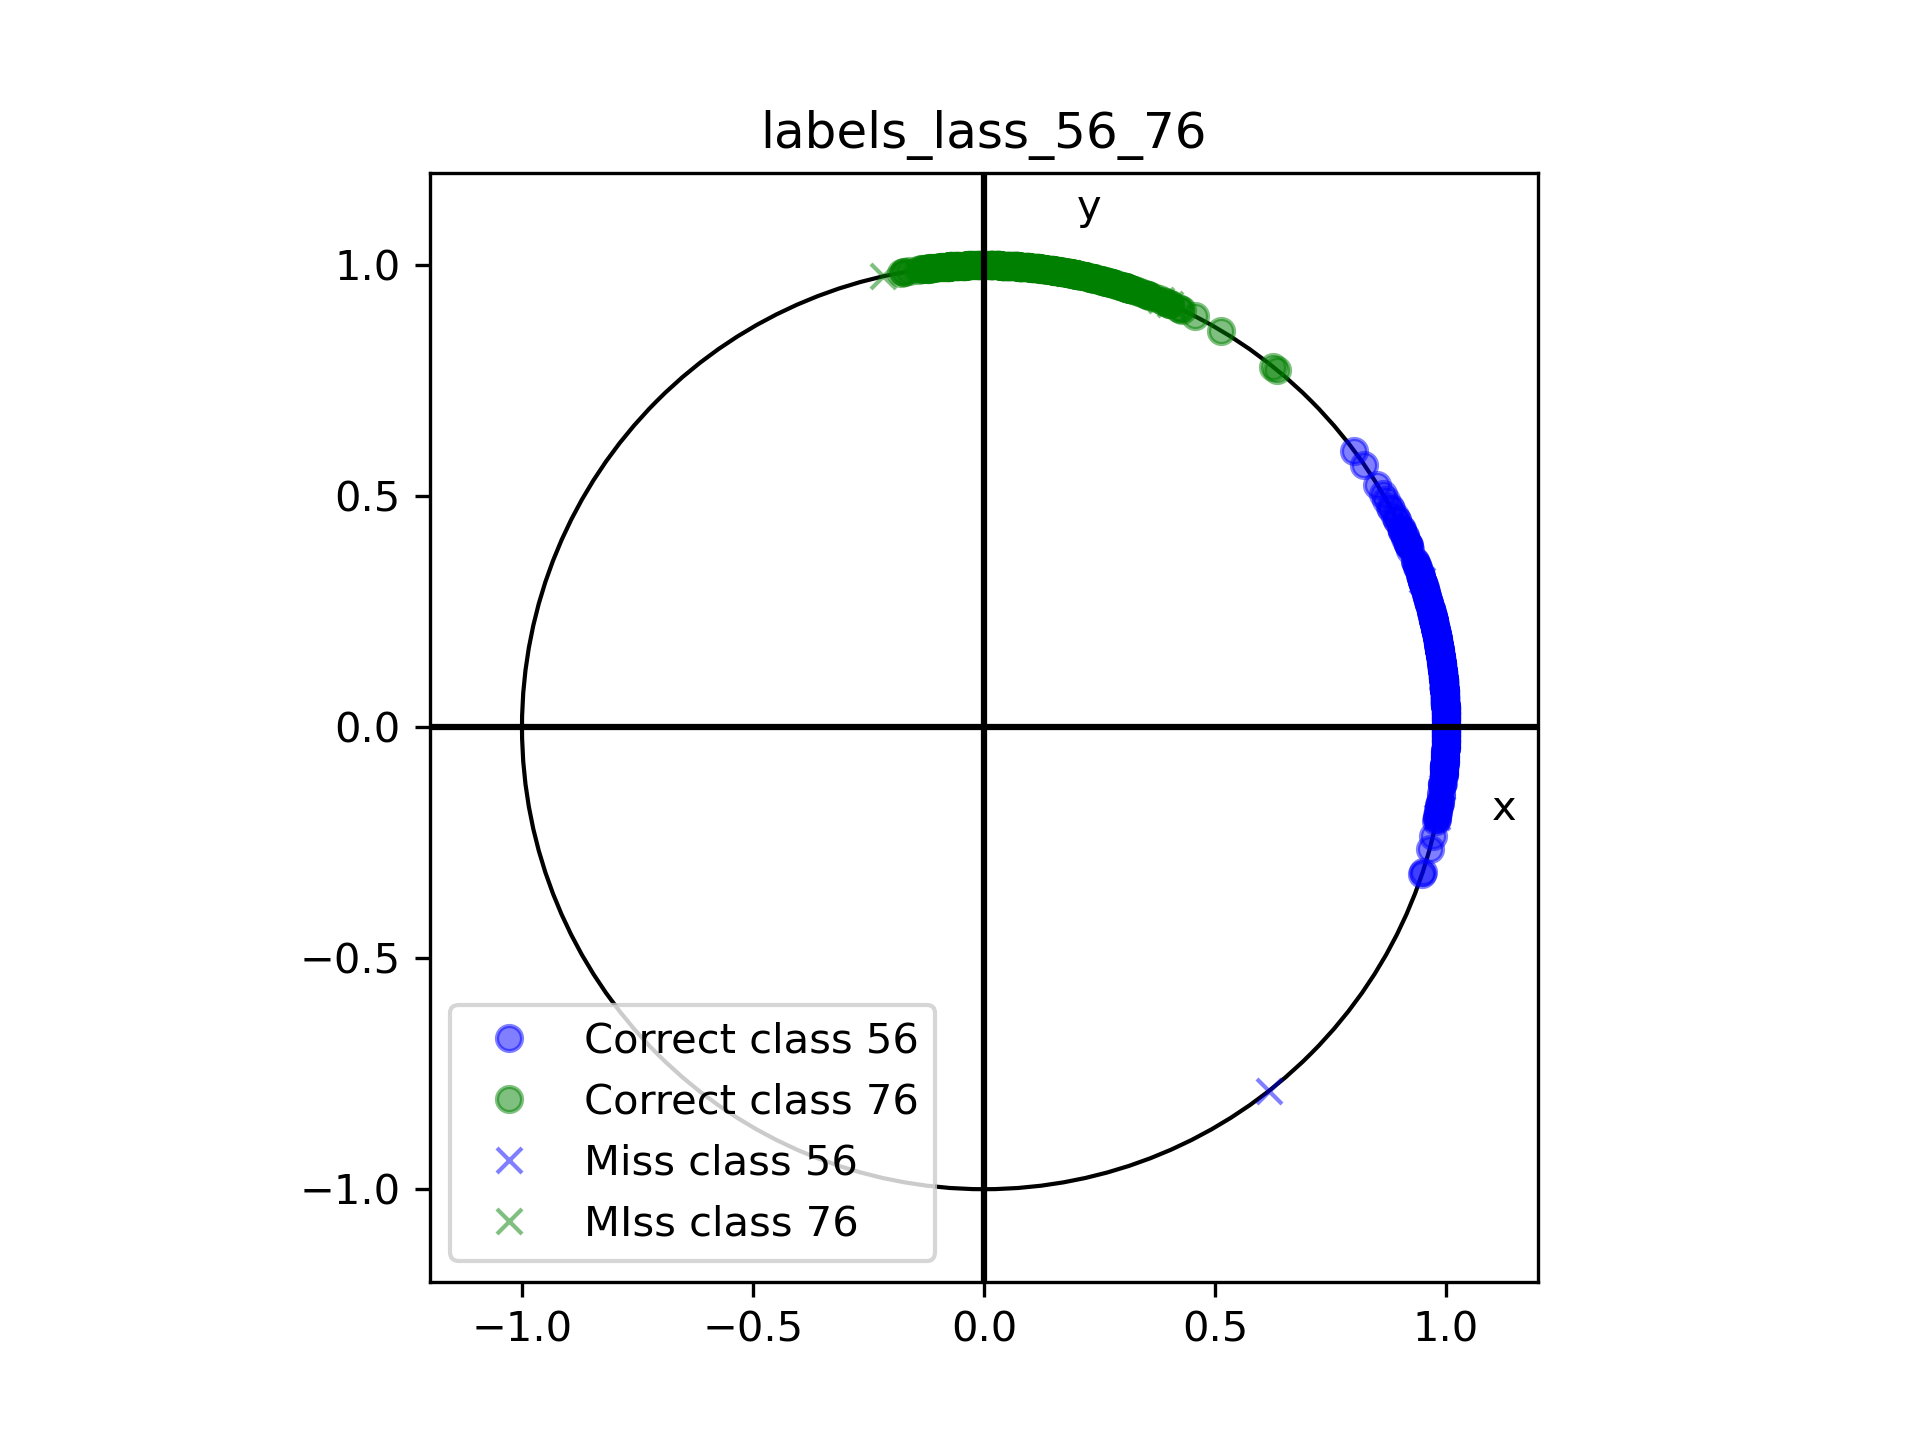 labels_lass_56_76
y
1.0
0.5
0.0
−0.5
−1.0
x
Correct class 56
Correct class 76
Miss class 56
MIss class 76
−1.0 −0.5 0.0 0.5 1.0